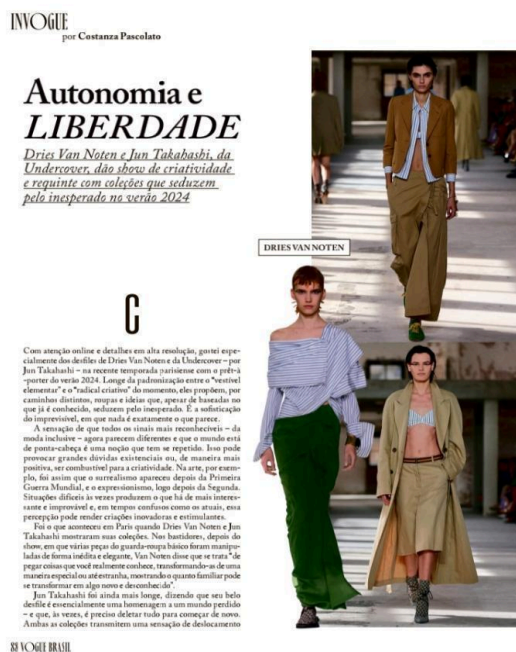 INVOGUE
por Costanza Pascolato
Autonomia e
LIBERDADE
Dries Van Noten e Jun Takahashi, da
Undercover, dão show de criatividade
e requinte com coleções que seduzem
pelo inesperado no verão 2024
DRIES VAN NOTEN
C
Com atenção online e detalhes em alta resolução, gostei espe-
cialmente dos desfiles de Dries Van Noten e da Undercover – por
Jun Takahashi – na recente temporada parisiense com o prêt-à-
-porter do verão 2024. Longe da padronização entre o "vestível
elementar" e o "radical criativo" do momento, eles propõem, por
caminhos distintos, roupas e ideias que, apesar de baseadas no
que já é conhecido, seduzem pelo inesperado. É a sofisticação
do imprevisível, em que nada é exatamente o que parece.
A sensação de que todos os sinais mais reconhecíveis – da
moda inclusive – agora parecem diferentes e que o mundo está
de ponta-cabeça é uma noção que tem se repetido. Isso pode
provocar grandes dúvidas existenciais ou, de maneira mais
positiva, ser combustível para a criatividade. Na arte, por exem-
plo, foi assim que o surrealismo apareceu depois da Primeira
Guerra Mundial, e o expressionismo, logo depois da Segunda.
Situações difíceis às vezes produzem o que há de mais interes-
sante e improvável e, em tempos confusos como os atuais, essa
percepção pode render criações inovadoras e estimulantes.
Foi o que aconteceu em Paris quando Dries Van Noten e Jun
Takahashi mostraram suas coleções. Nos bastidores, depois do
show, em que várias peças do guarda-roupa básico foram manipu-
ladas de forma inédita e elegante, Van Noten disse que se trata "de
pegar coisas que você realmente conhece, transformando-as de uma
maneira especial ou até estranha, mostrando o quanto familiar pode
se transformar em algo novo e desconhecido".
Jun Takahashi foi ainda mais longe, dizendo que seu belo
desfile é essencialmente uma homenagem a um mundo perdido
– e que, às vezes, é preciso deletar tudo para começar de novo.
Ambas as coleções transmitem uma sensação de deslocamento
88 VOGUE BRASIL